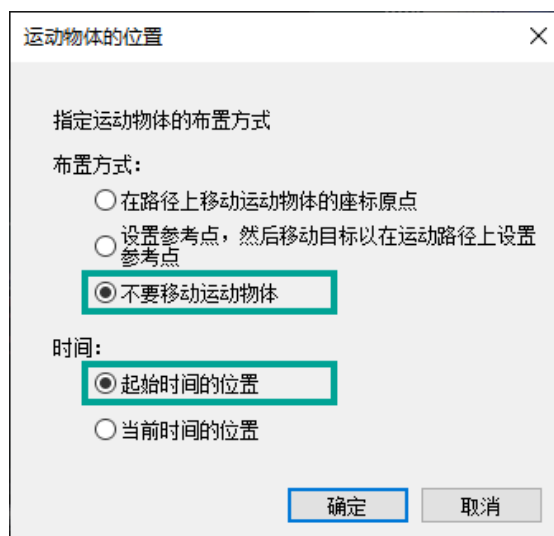 运动物体的位置
指定运动物体的布置方式
布置方式：
在路径上移动运动物体的座标原点
设置参考点，然后移动目标以在运动路径上设置
参考点
不要移动运动物体
时间：
起始时间的位置
当前时间的位置
确定
取消